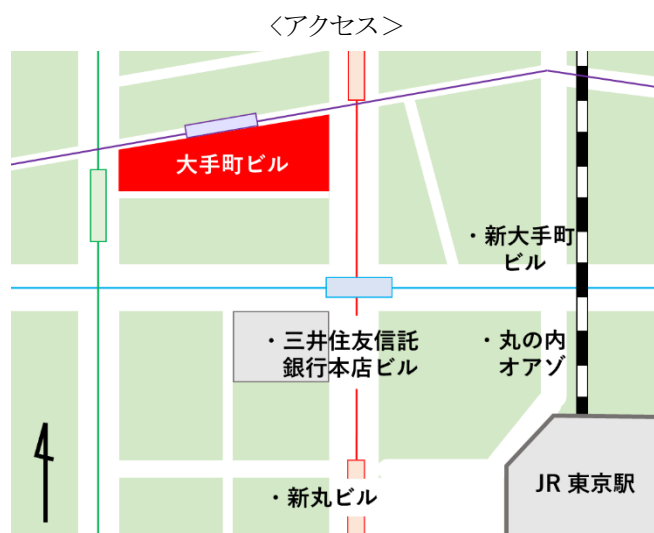 〈アクセス〉
大手町ビル
・新大手町
ビル
・三井住友信託
銀行本店ビル
・丸の内
オアゾ
JR 東京駅
・新丸ビル